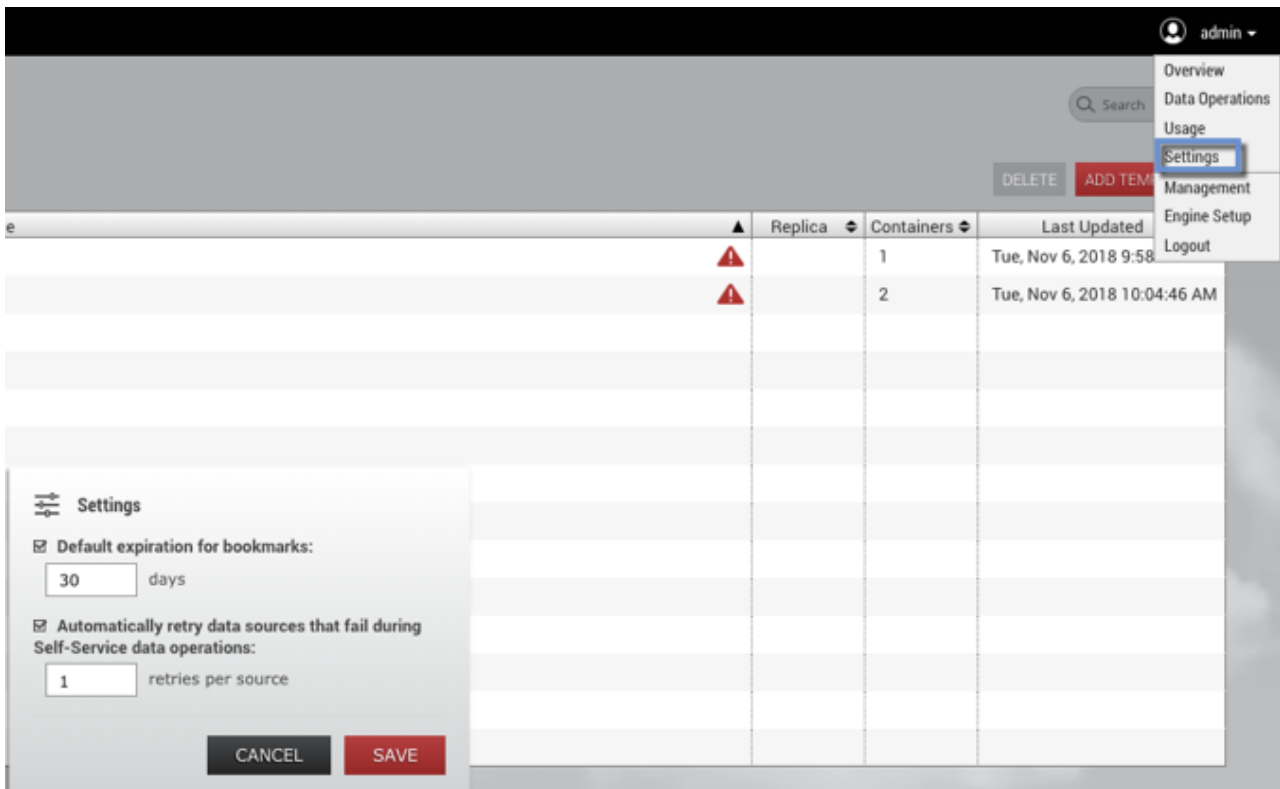 admin
Overview
Data Operations
Search
Usage
Settings
DELETE
Management
Engine Setup
Logout
e Replica Containers Last Updated
1 Tue, Nov 6, 2018 9:58
2 Tue, Nov 6, 2018 10:04:46 AM
Settings
Default expiration for bookmarks:
30 days
Automatically retry data sources that fail during
Self-Service data operations:
1 retries per source
CANCEL SAVE